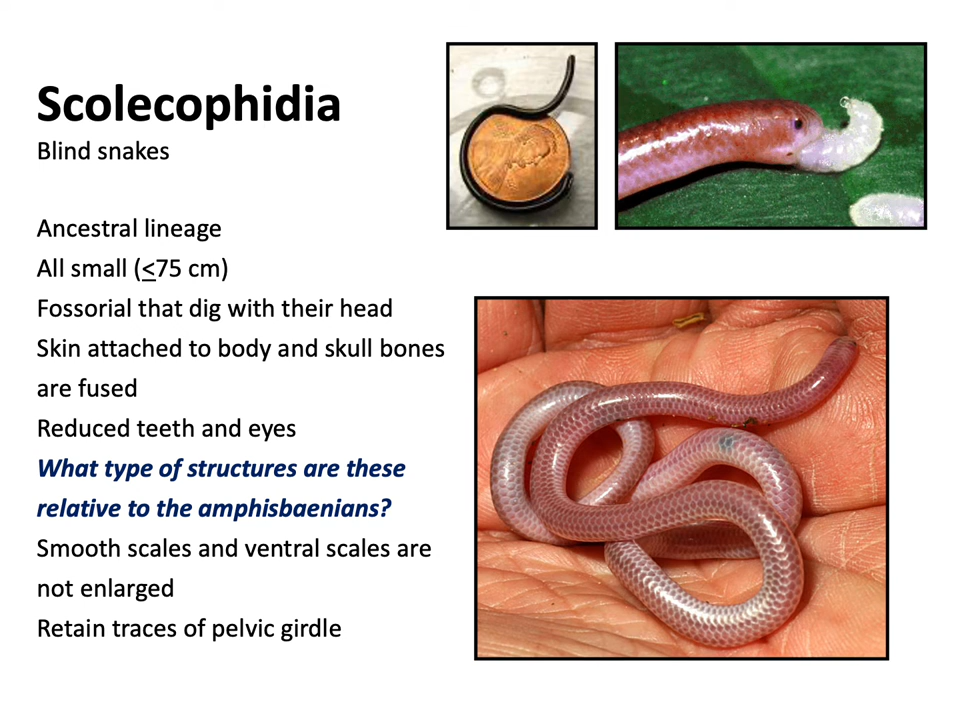 Scolecophidia
Blind snakes
Ancestral lineage
All small (<75 cm)
Fossorial that dig with their head
Skin attached to body and skull bones
are fused
Reduced teeth and eyes
What type of structures are these
relative to the amphisbaenians?
Smooth scales and ventral scales are
not enlarged
Retain traces of pelvic girdle